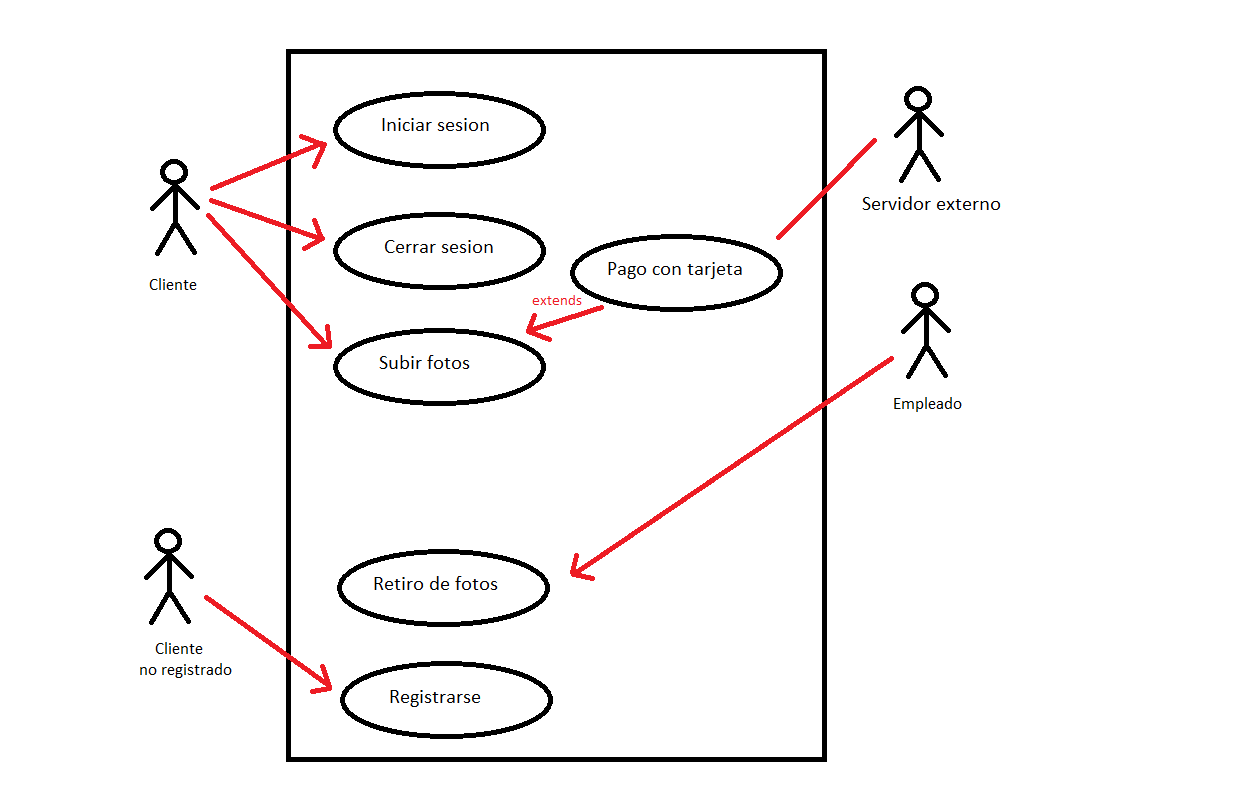 Iniciar sesion
Servidor externo
Cerrar sesion
Pago con tarjeta
Cliente
extends
Subir fotos
Empleado
Retiro de fotos
Cliente
no registrado
Registrarse